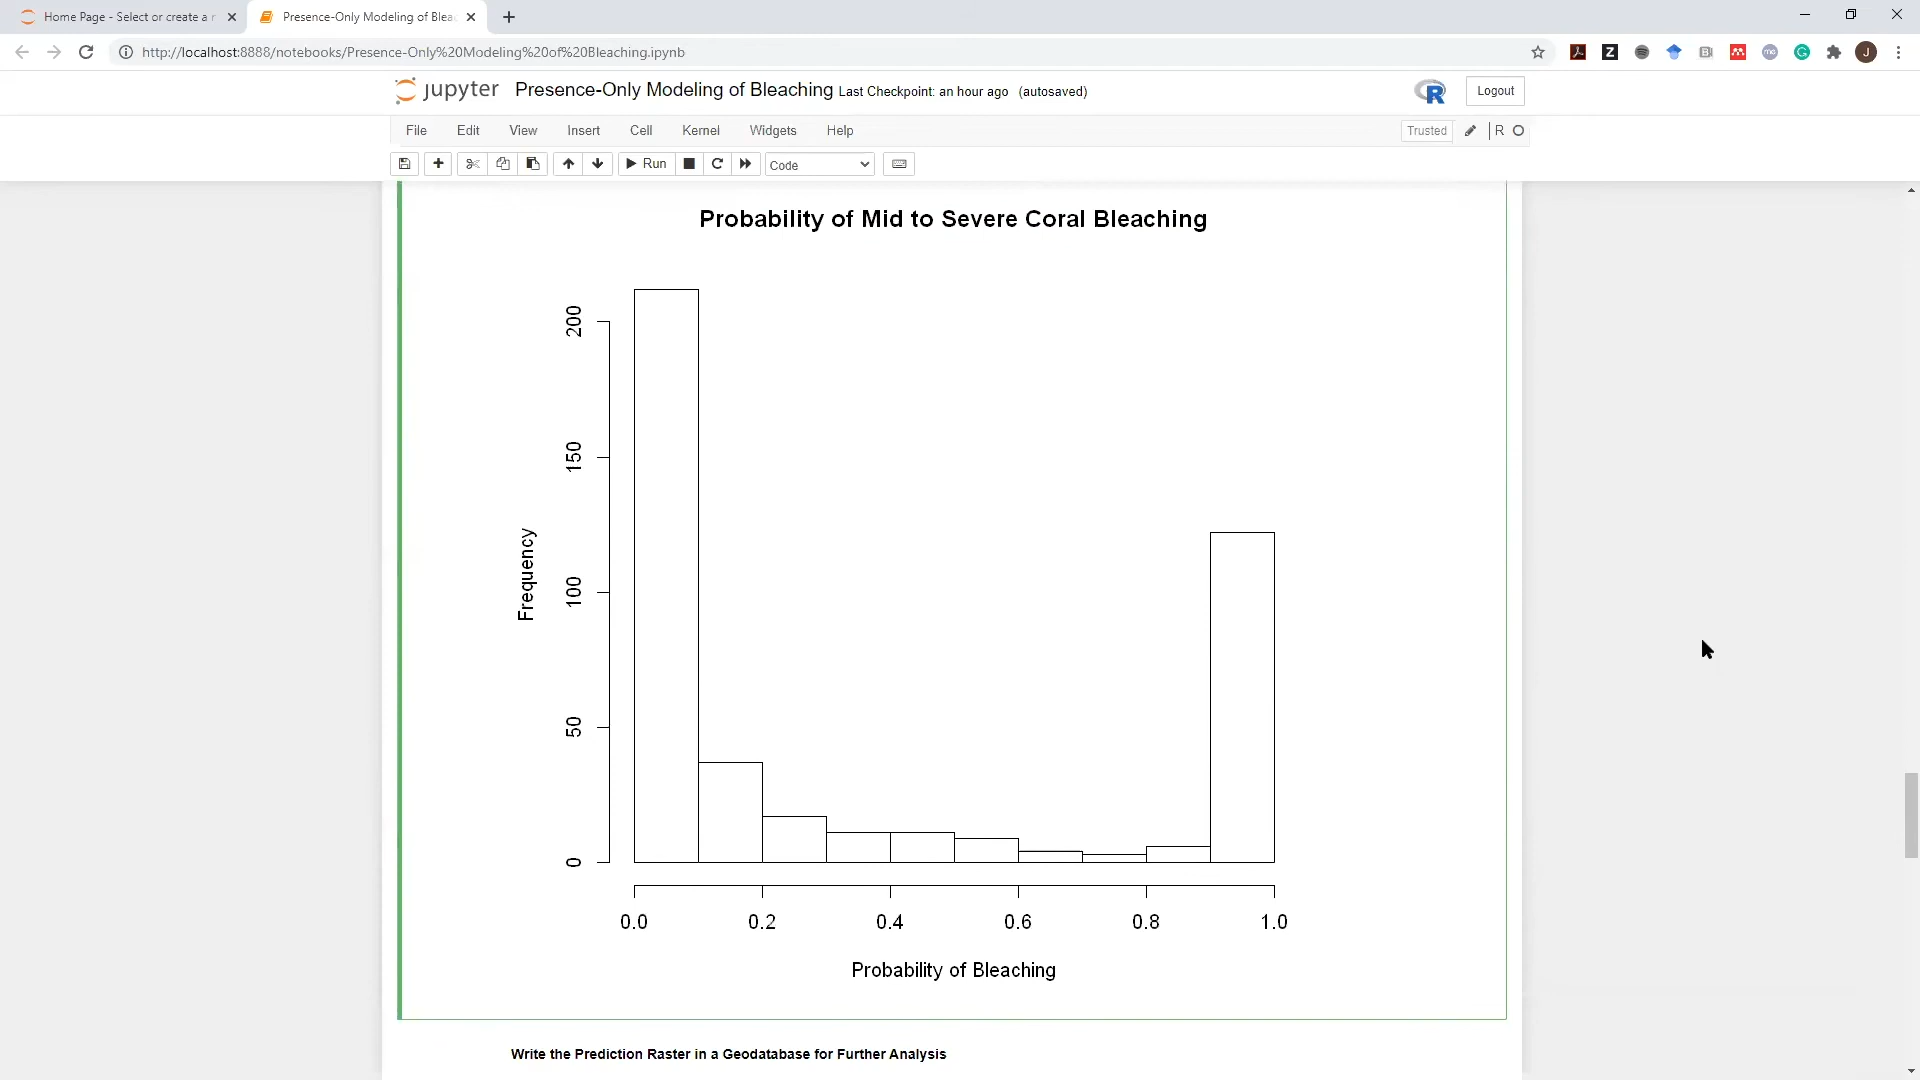 Home Page - Select or create a
Presence-Only Modeling of Bleac
http://localhost:8888/notebooks/Presence-Only%20Modeling%20of%20Bleaching.ipynb
J
jupyter Presence-Only Modeling of Bleaching Last Checkpoint: an hour ago (autosaved)
R
Logout
File Edit View Insert Cell Kernel Widgets Help
Trusted
R
Run
Code
Probability of Mid to Severe Coral Bleaching
200
150
100
50
0
Frequency
0.0 0.2 0.4 0.6 0.8 1.0
Probability of Bleaching
Write the Prediction Raster in a Geodatabase for Further Analysis